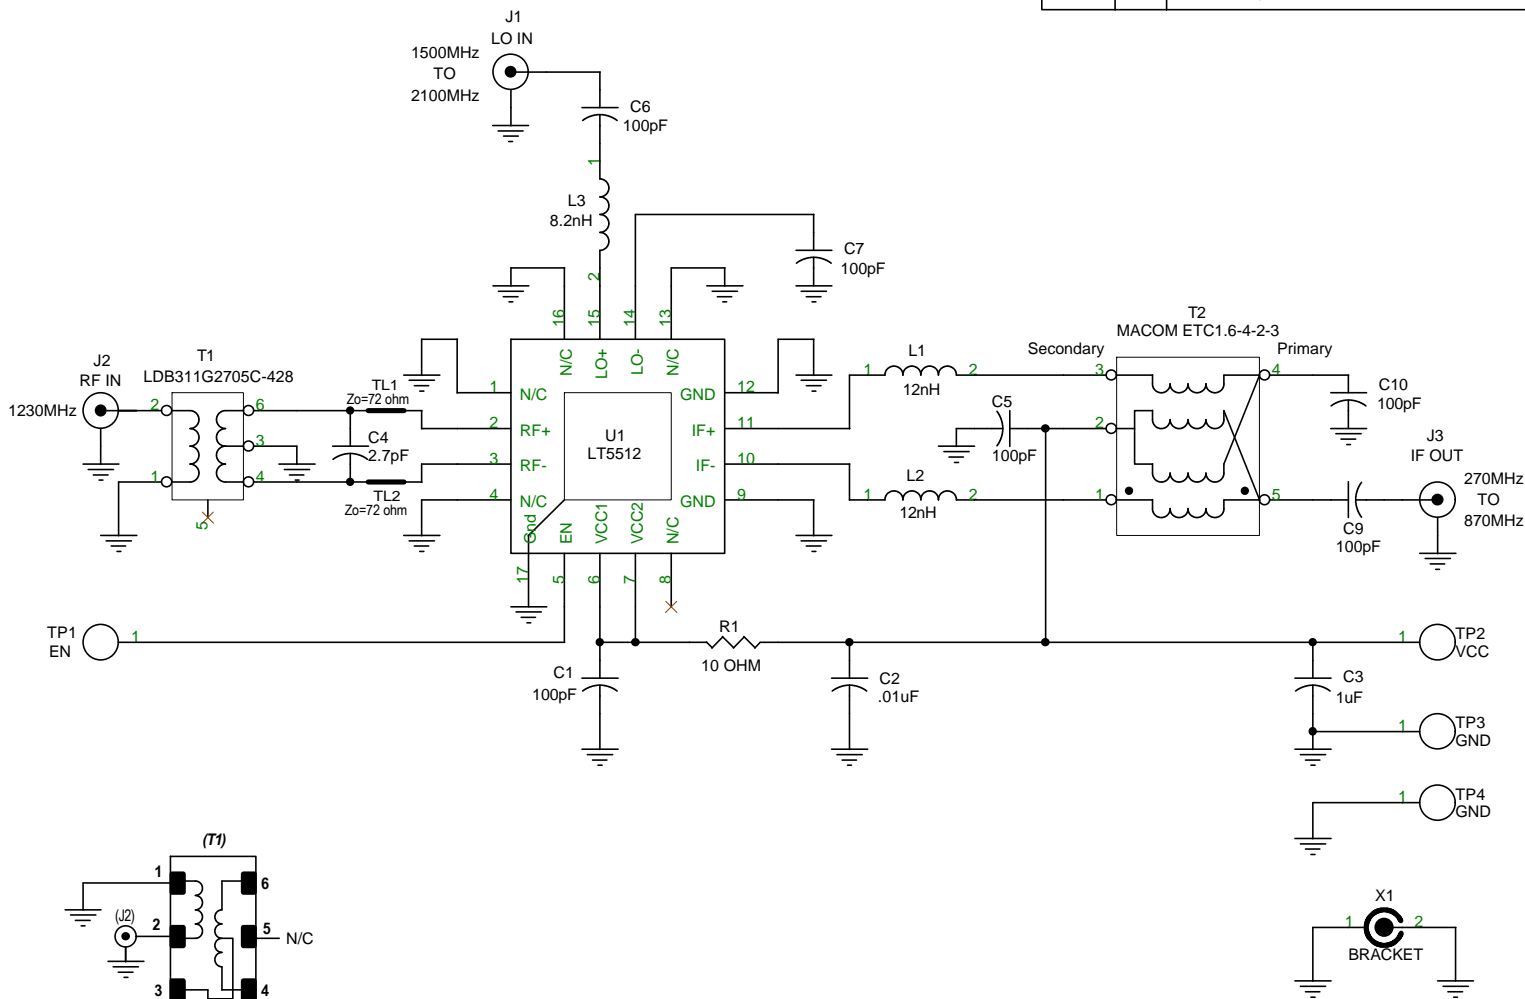 J1
LO IN
1500MHz
TO
2100MHz
C6
100pF
1
L3
8.2nH
2
C7
100pF
16
15
14
13
N/C
LO+
LO-
N/C
T2
MACOM ETC1.6-4-2-3
Secondary
Primary
J2
RF IN
1230MHz
T1
LDB311G2705C-428
2
1
6
3
4
5
TL1
Zo=72 ohm
C4
2.7pF
TL2
Zo=72 ohm
1
2
3
4
N/C
RF+
RF-
N/C
U1
LT5512
GND
IF+
IF-
GND
12
11
10
9
1
L1
2
12nH
C5
100pF
1
L2
2
12nH
3
2
1
4
5
C10
100pF
J3
IF OUT
270MHz
TO
870MHz
C9
100pF
Gnd
EN
VCC1
VCC2
N/C
17
5
6
7
8
TP1
EN
1
R1
10 OHM
C1
100pF
C2
.01uF
1
TP2
VCC
C3
1uF
1
TP3
GND
1
TP4
GND
(T1)
1
6
(J2)
2
5
N/C
3
4
X1
1
2
BRACKET